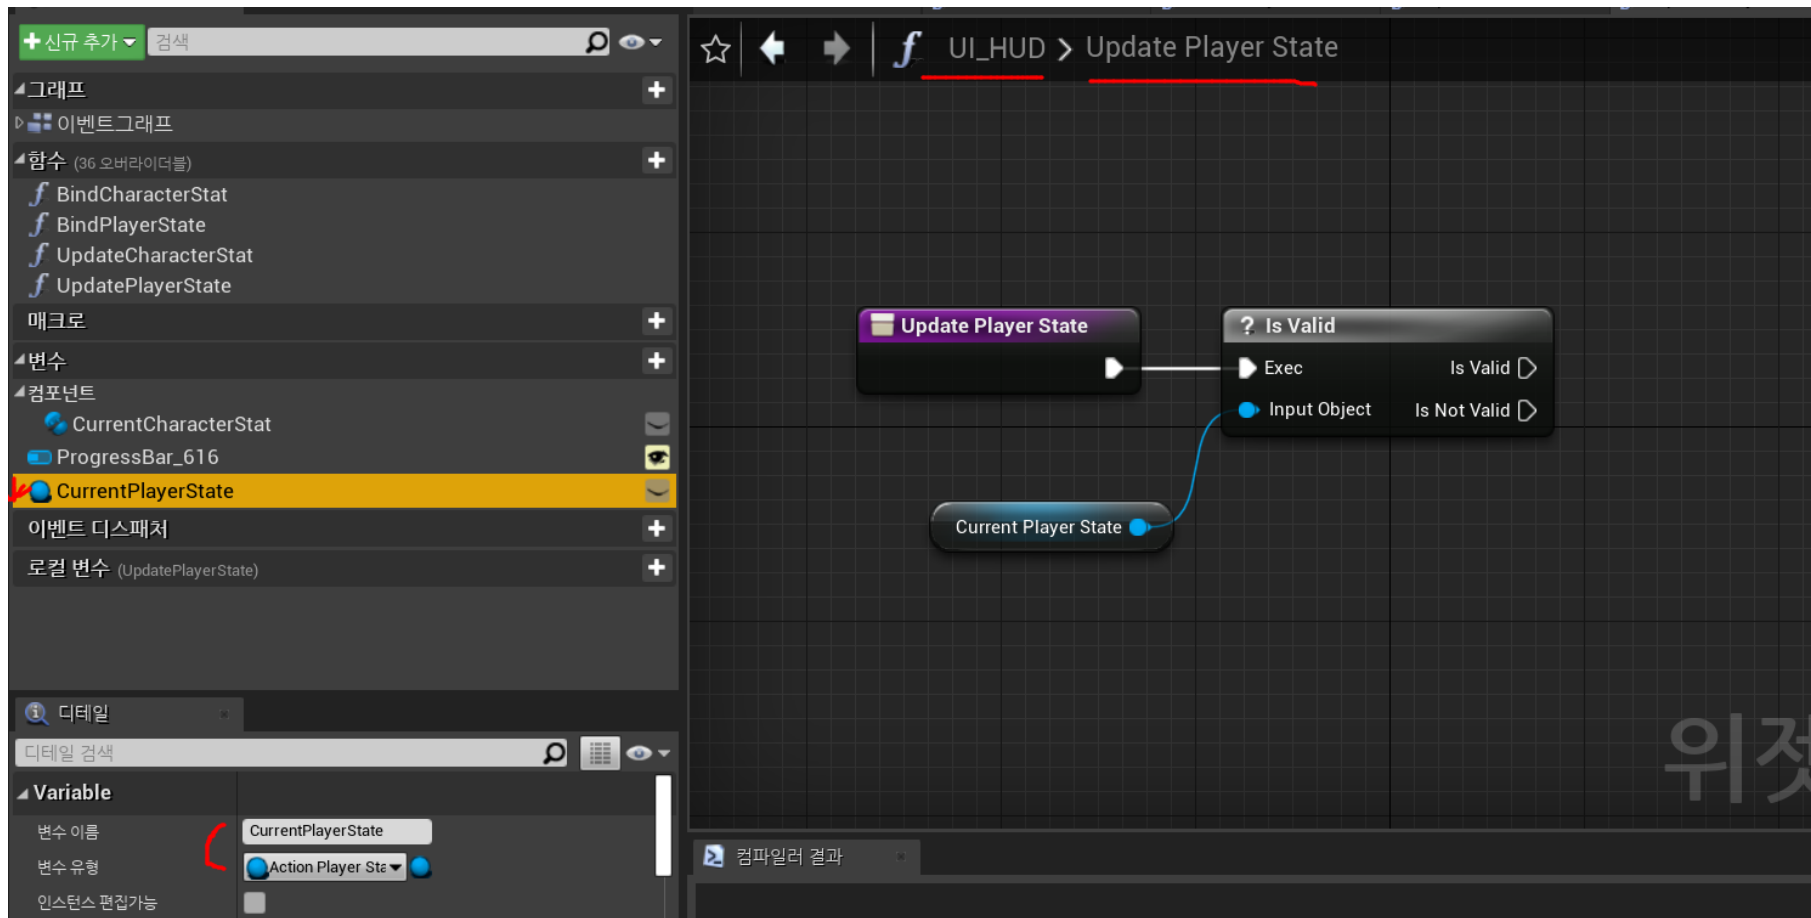 신규 추가
검색
그래프
이벤트그래프
함수 (36 오버라이더블)
BindCharacterStat
BindPlayerState
UpdateCharacterStat
UpdatePlayerState
매크로
변수
컴포넌트
CurrentCharacterStat
ProgressBar_616
CurrentPlayerState
이벤트 디스패처
로컬 변수 (UpdatePlayerState)
디테일
디테일 검색
Variable
변수 이름 CurrentPlayerState
변수 유형 Action Player Sta
인스턴스 편집가능
UI_HUD > Update Player State
Update Player State
? Is Valid
Exec Is Valid
Input Object Is Not Valid
Current Player State
위젯
컴파일러 결과